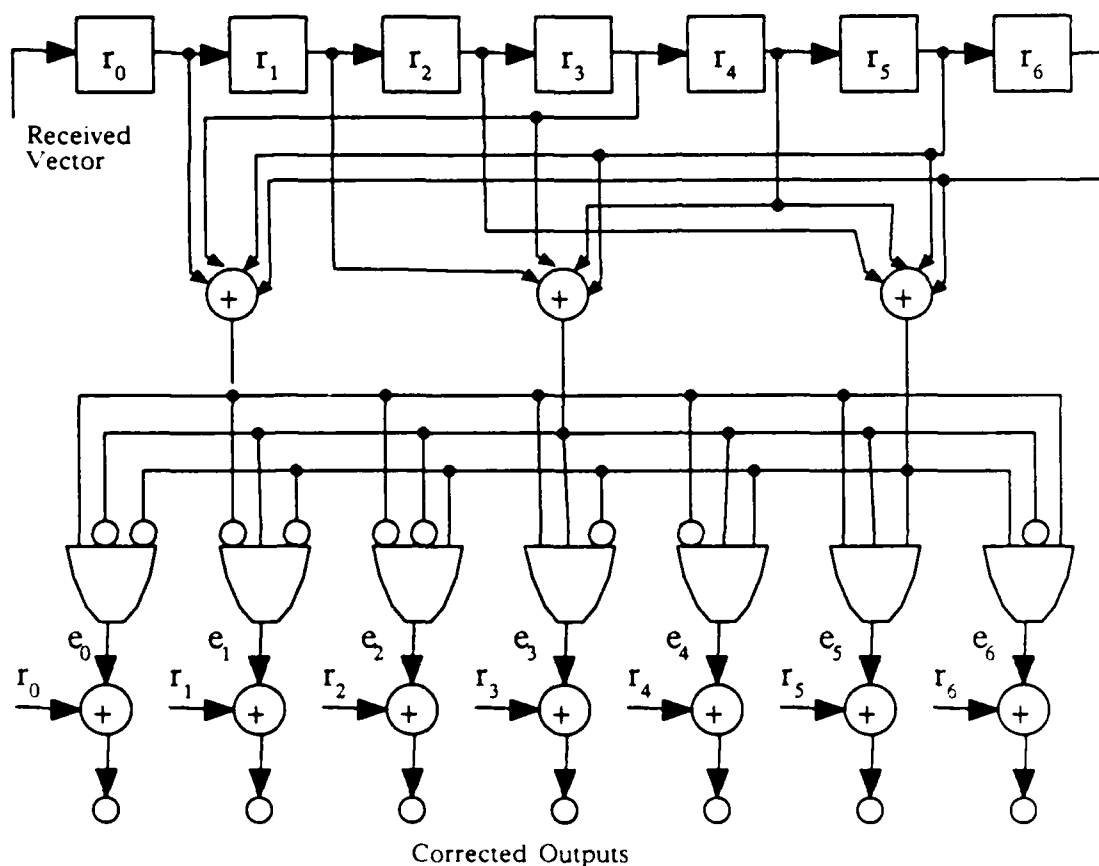 r₀ r₁ r₂ r₃ r₄ r₅ r₆
Received
Vector
+ + +
e₀ e₁ e₂ e₃ e₄ e₅ e₆
r₀ r₁ r₂ r₃ r₄ r₅ r₆
+ + + + + + +
Corrected Outputs